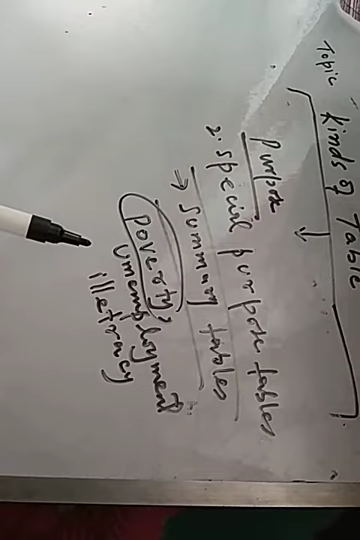 Topic Kinds of Table
Purpose
2. special purpose tables
→ Summary tables
Poverty,
Unemployment
illetracy